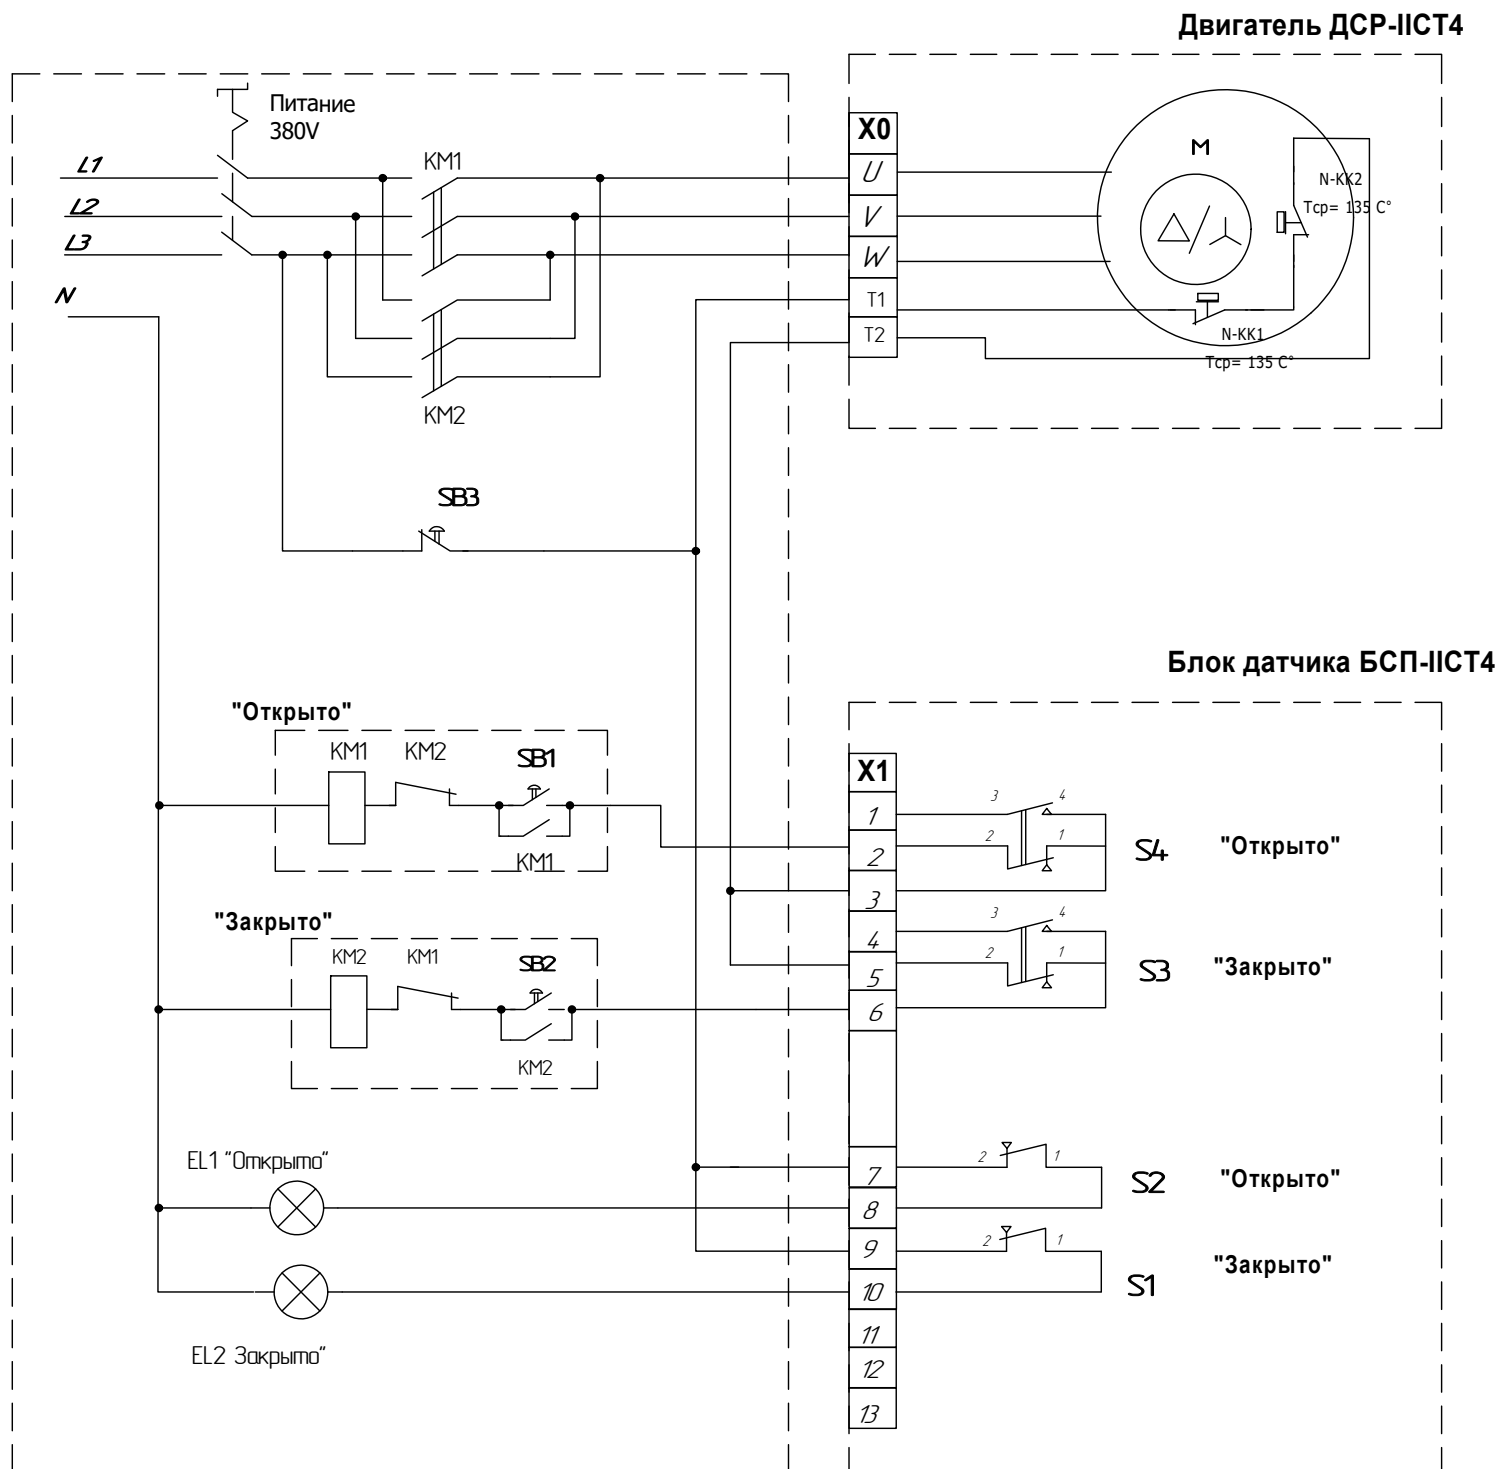 Двигатель ДСР-IIСТ4
Питание
380V
L1
L2
L3
N
KM1
KM2
X0
U
V
W
T1
T2
M
N-KK2
Тср= 135 C°
N-KK1
Тср= 135 C°
SB3
Блок датчика БСП-IIСТ4
"Открыто"
KM1
KM2
SB1
KM1
"Закрыто"
KM2
KM1
SB2
KM2
EL1 "Открыто"
EL2 Закрыто"
X1
1
2
3
4
5
6
7
8
9
10
11
12
13
3
4
2
1
S4
"Открыто"
3
4
2
1
S3
"Закрыто"
2
1
S2
"Открыто"
2
1
S1
"Закрыто"